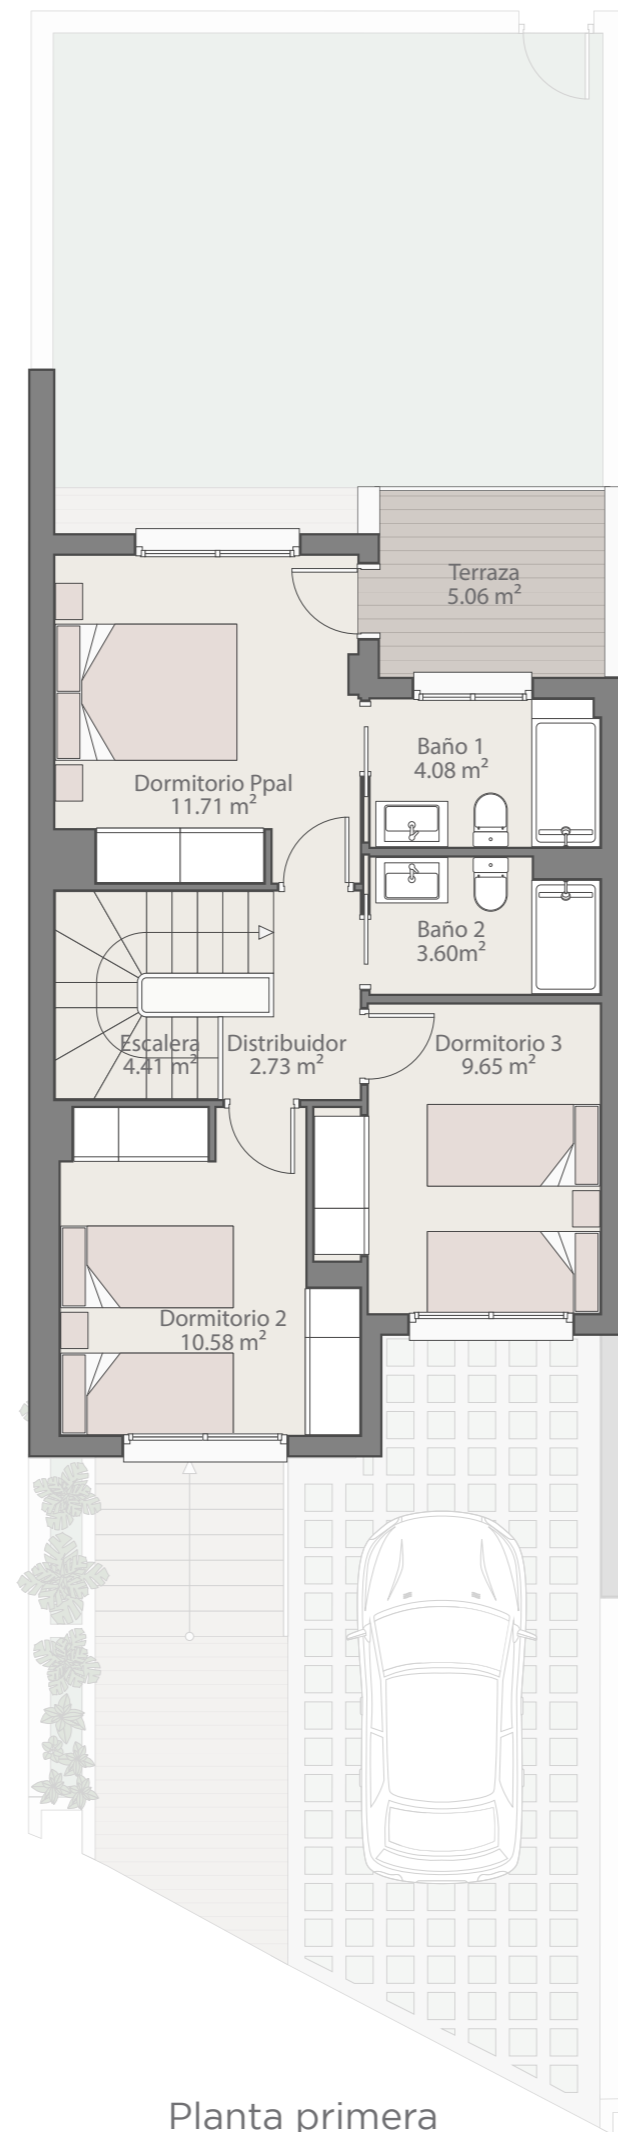 Terraza
5.06 m²
Baño 1
4.08 m²
Dormitorio Ppal
11.71 m²
Baño 2
3.60m²
Escalera
4.41 m²
Distribuidor
2.73 m²
Dormitorio 3
9.65 m²
Dormitorio 2
10.58 m²
Planta primera